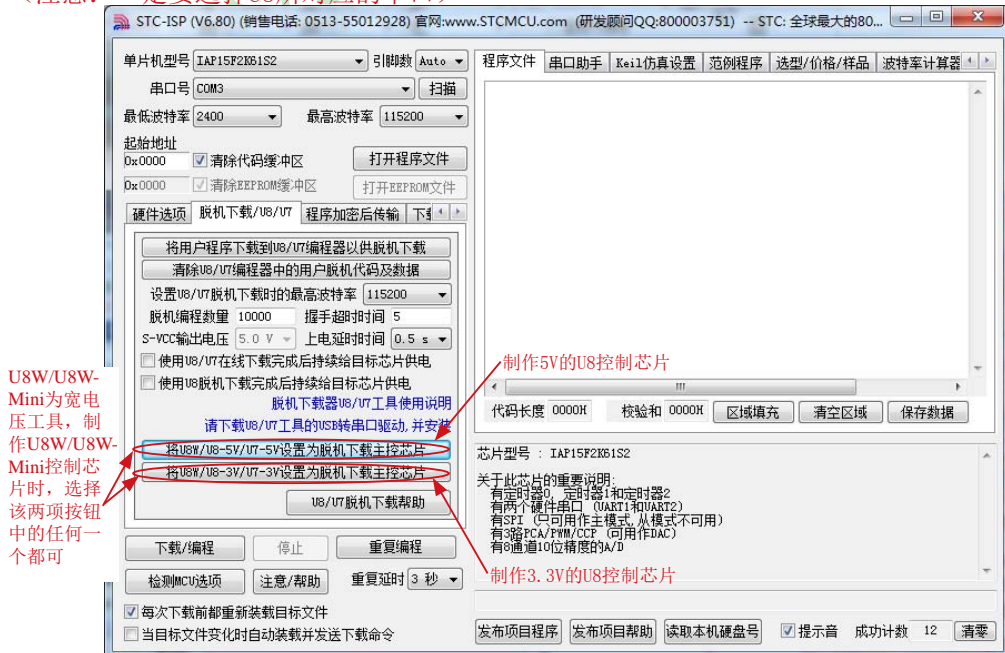 STC-ISP (V6.80) (销售电话: 0513-55012928) 官网:www.STCMCU.com (研发顾问QQ:800003751) -- STC: 全球最大的80...
单片机型号 IAP15F2K61S2 引脚数 Auto
串口号 COM3 扫描
最低波特率 2400 最高波特率 115200
起始地址
0x0000 清除代码缓冲区 打开程序文件
0x0000 清除EEPROM缓冲区 打开EEPROM文件
硬件选项 脱机下载/U8/U7 程序加密后传输
将用户程序下载到U8/U7编程器以供脱机下载
清除U8/U7编程器中的用户脱机代码及数据
设置U8/U7脱机下载时的最高波特率 115200
脱机编程数量 10000 握手超时时间 5
S-VCC输出电压 5.0 V 上电延时时间 0.5 s
使用U8/U7在线下载完成后持续给目标芯片供电
使用U8脱机下载完成后持续给目标芯片供电
脱机下载器U8/U7工具使用说明
请下载U8/U7工具的USB转串口驱动,并安装
将U8W/U8-5V/U7-5V设置为脱机下载主控芯片
将U8W/U8-3V/U7-3V设置为脱机下载主控芯片
U8/U7脱机下载帮助
下载/编程 停止 重复编程
检测MCU选项 注意/帮助 重复延时 3 秒
每次下载前都重新装载目标文件
当目标文件变化时自动装载并发送下载命令
程序文件 串口助手 Keil仿真设置 范例程序 选型/价格/样品 波特率计算器
代码长度 0000H 校验和 0000H 区域填充 清空区域 保存数据
芯片型号 : IAP15F2K61S2
关于此芯片的重要说明:
有定时器0, 定时器1和定时器2
有两个硬件串口 (UART1和UART2)
有SPI (只可用作主模式,从模式不可用)
有3路PCA/PWM/CCP (可用作DAC)
有8通道10位精度的A/D
发布项目程序 发布项目帮助 读取本机硬盘号 提示音 成功计数 12 清零
U8W/U8W-
Mini为宽电
压工具，制
作U8W/U8W-
Mini控制芯
片时，选择
该两项按钮
中的任何一
个都可
制作5V的U8控制芯片
制作3.3V的U8控制芯片